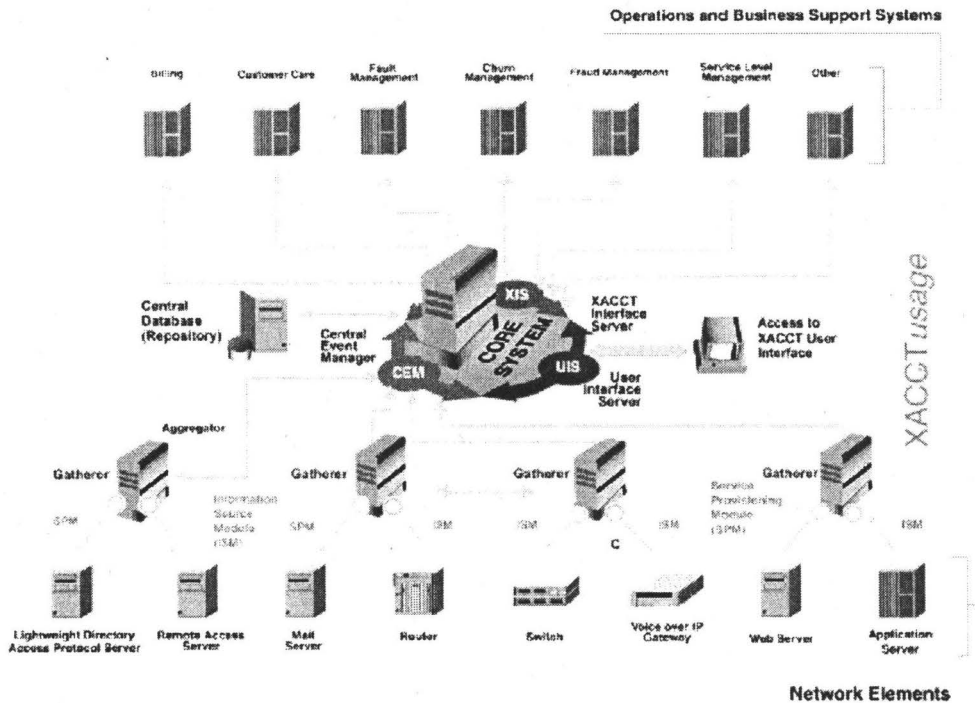 Operations and Business Support Systems
Billing
Customer Care
Fault
Management
Churn
Management
Fraud Management
Service Level
Management
Other
Central
Database
(Repository)
Central
Event
Manager
CEM
CORE
SYSTEM
XIS
UIS
XACCT
Interface
Server
User
Interface
Server
Access to
XACCT User
Interface
XACCTusage
Aggregator
Gatherer
Gatherer
Gatherer
Gatherer
SPM
Information
Source
Module
(ISM)
SPM
ISM
ISM
ISM
C
Service
Provisioning
Module
(SPM)
ISM
Lightweight Directory
Access Protocol Server
Remote Access
Server
Mail
Server
Router
Switch
Voice over IP
Gateway
Web Server
Application
Server
Network Elements